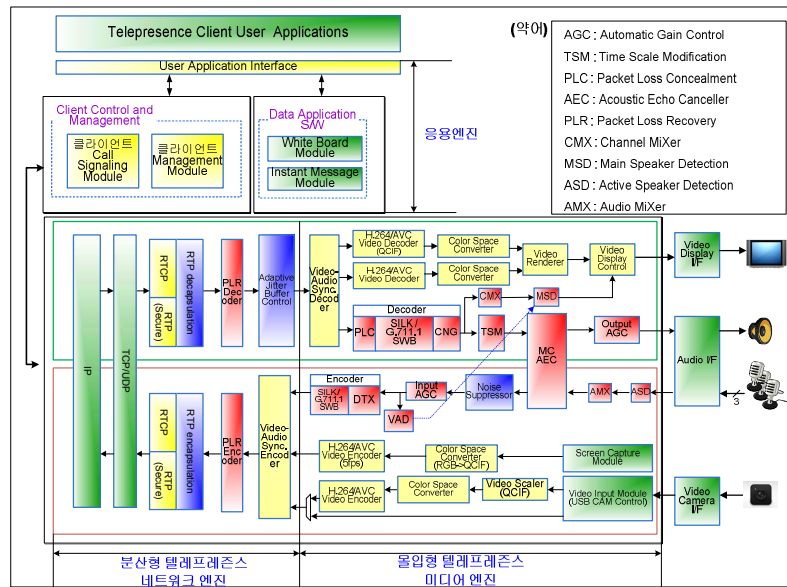 Telepresence Client User Applications
User Application Interface
Client Control and
Management
클라이언트
Call
Signaling
Module
클라이언트
Management
Module
Data Application
S/W
White Board
Module
Instant Message
Module
응용엔진
(약어)
AGC : Automatic Gain Control
TSM : Time Scale Modification
PLC : Packet Loss Concealment
AEC : Acoustic Echo Canceller
PLR : Packet Loss Recovery
CMX : Channel MiXer
MSD : Main Speaker Detection
ASD : Active Speaker Detection
AMX : Audio MiXer
IP
TCP/UDP
RTCP
RTP
(Secure)
RTP decapsulation
PLR
Decoder
Adaptive
Jitter
Buffer
Control
Video-
Audio
Sync.
Decoder
H.264/AVC
Video Decoder
(QCIF)
Color Space
Converter
H.264/AVC
Video Decoder
Color Space
Converter
Video
Renderer
Video
Display
Control
Video
Display
I/F
Decoder
PLC
SILK/
G.711.1
SWB
CNG
CMX
MSD
TSM
MC
AEC
Output
AGC
Audio I/F
3
Encoder
SILK/
G.711.1
SWB
DTX
Input
AGC
VAD
Noise
Suppressor
AMX
ASD
RTCP
RTP
(Secure)
RTP encapsulation
PLR
Encoder
Video-
Audio
Sync.
Encoder
H.264/AVC
Video Encoder
(5fps)
Color Space
Converter
(RGB->QCIF)
Screen Capture
Module
H.264/AVC
Video Encoder
Color Space
Converter
Video Scaler
(QCIF)
Video Input Module
(USB CAM Control)
Video
Camera
I/F
분산형 텔레프레즌스
네트워크 엔진
몰입형 텔레프레즌스
미디어 엔진